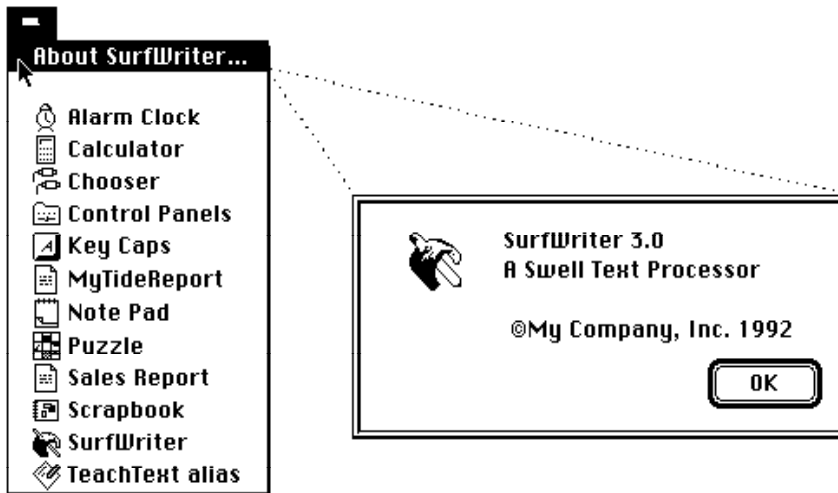 About SurfWriter...
Alarm Clock
Calculator
Chooser
Control Panels
Key Caps
MyTideReport
Note Pad
Puzzle
Sales Report
Scrapbook
SurfWriter
TeachText alias
SurfWriter 3.0
A Swell Text Processor
©My Company, Inc. 1992
OK